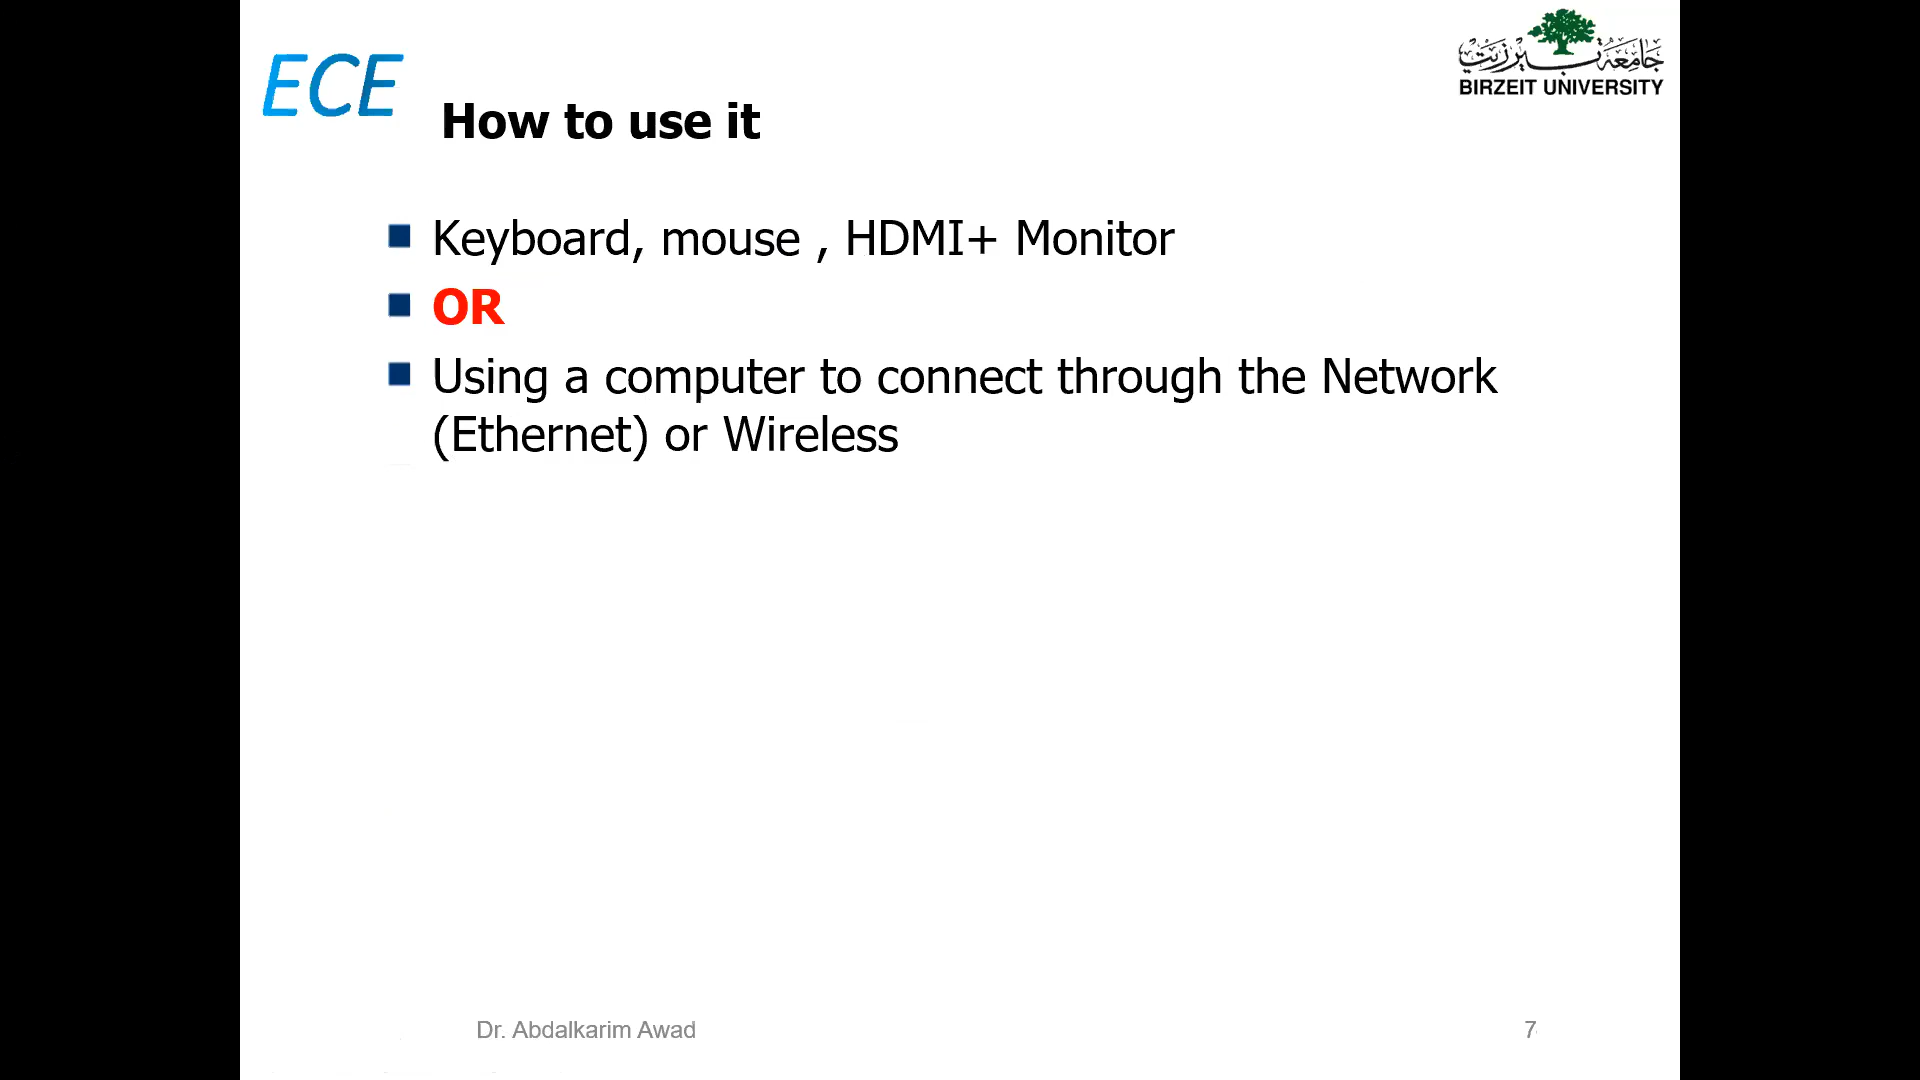 ECE
جامعة بيرزيت
BIRZEIT UNIVERSITY
How to use it
Keyboard, mouse , HDMI+ Monitor
OR
Using a computer to connect through the Network
(Ethernet) or Wireless
Dr. Abdalkarim Awad
7